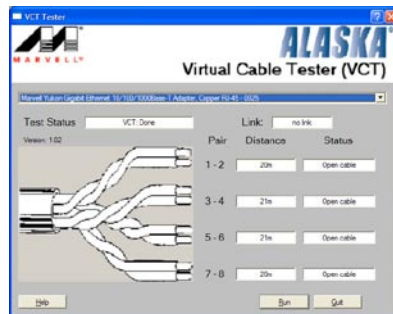 VCT Tester
MARVELL®
ALASKA®
Virtual Cable Tester (VCT)
Marvell Yukon Gigabit Ethernet 10/100/1000Base-T Adapter, Copper RJ-45 - 0025
Test Status VCT: Done Link: no link
Version: 1.02
Pair Distance Status
1 - 2 20m Open cable
3 - 4 21m Open cable
5 - 6 21m Open cable
7 - 8 20m Open cable
Help Run Quit